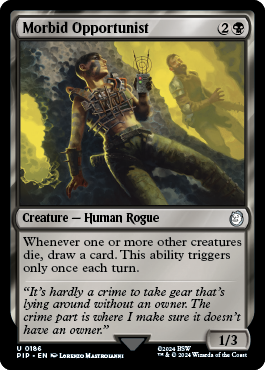 Morbid Opportunist 2
Creature — Human Rogue
Whenever one or more other creatures
die, draw a card. This ability triggers
only once each turn.
“It’s hardly a crime to take gear that’s
lying around without an owner. The
crime part is where I make sure it doesn’t
have an owner.”
1/3
U 0186
PIP • EN Lorenzo Mastroianni
©2024 BSW
™ & © 2024 Wizards of the Coast